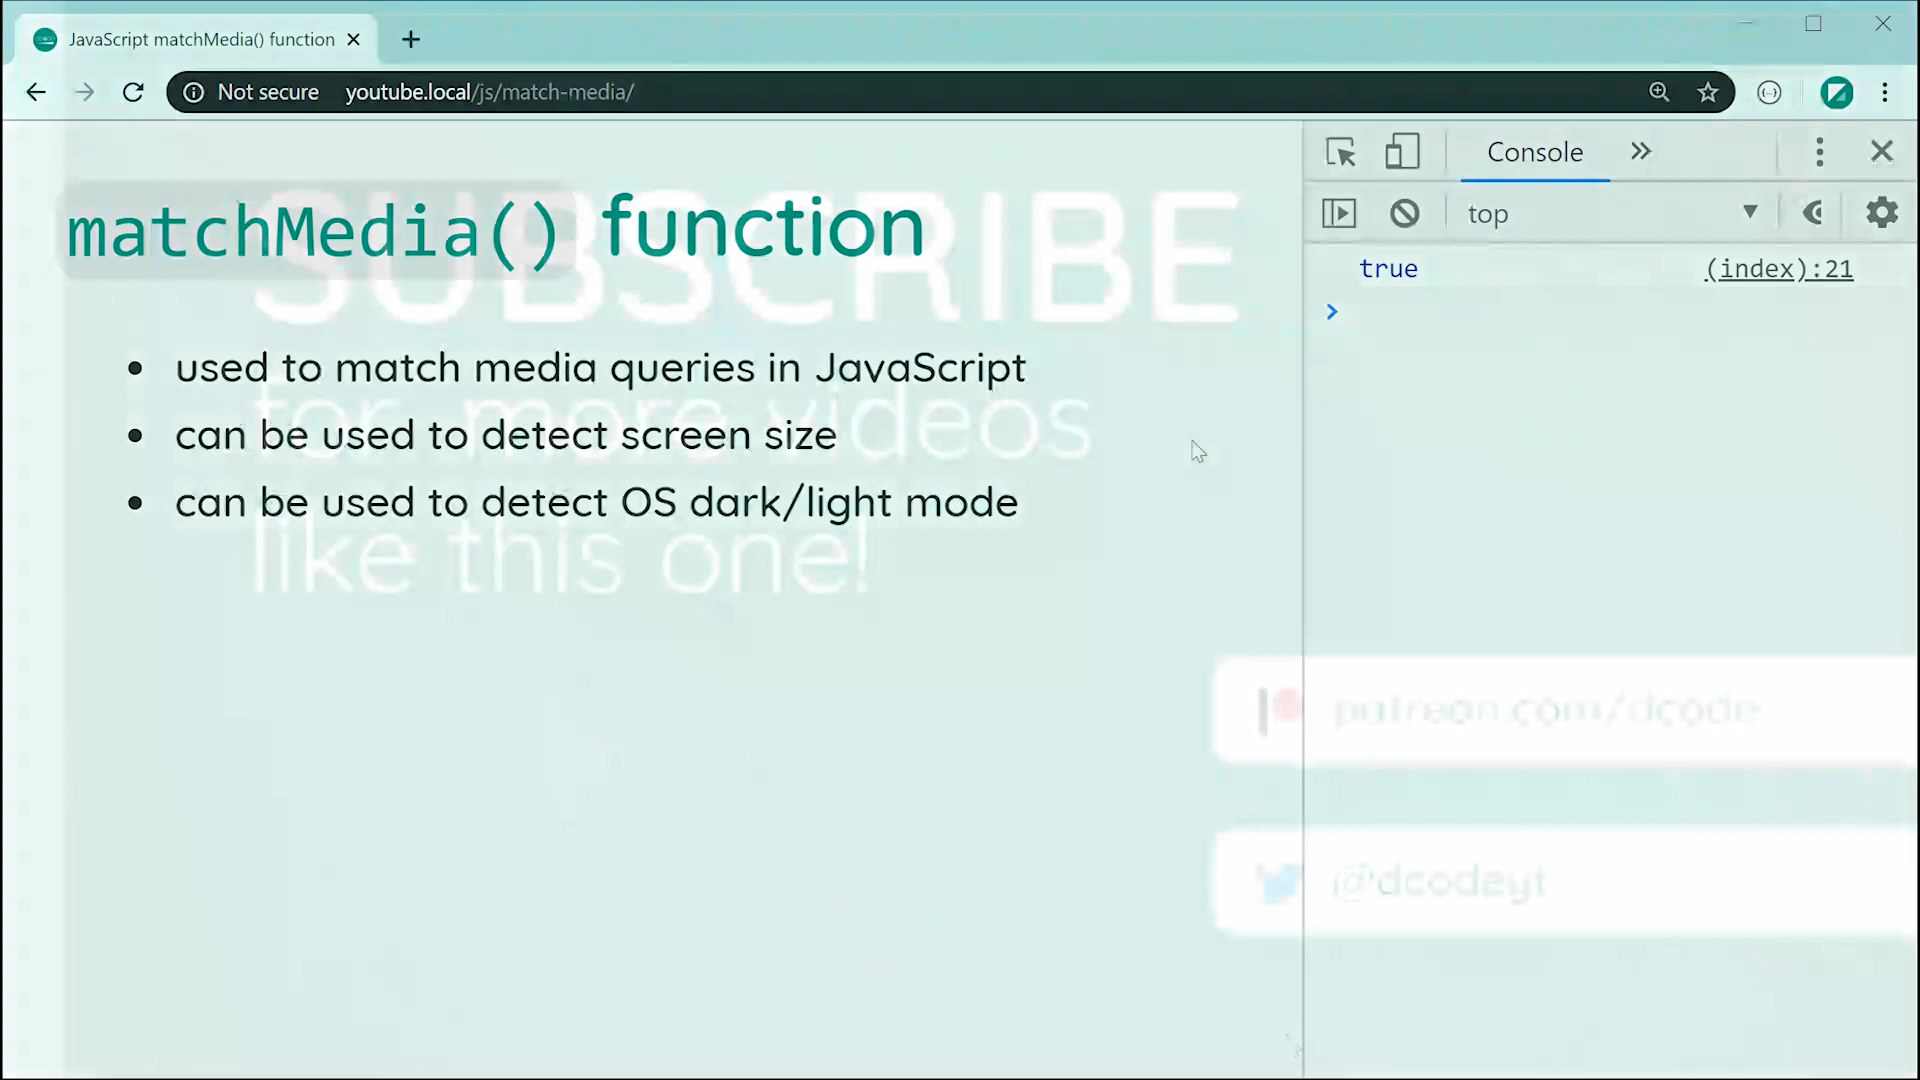 JavaScript matchMedia() function
Not secure youtube.local/js/match-media/
Console
top
true (index):21
matchMedia() function
SUBSCRIBE
used to match media queries in JavaScript
for more videos
can be used to detect screen size
can be used to detect OS dark/light mode
like this one!
patreon.com/dcode
@dcodeyt